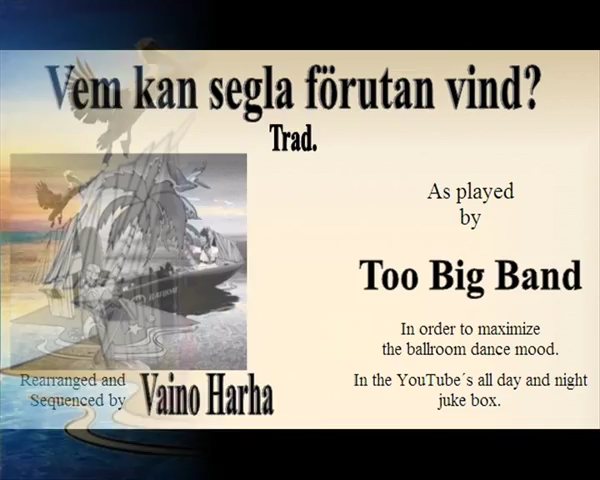 Vem kan segla förutan vind?
Trad.
As played
by
Too Big Band
In order to maximize
the ballroom dance mood.
In the YouTube´s all day and night
juke box.
Rearranged and
Sequenced by
Vaino Harha